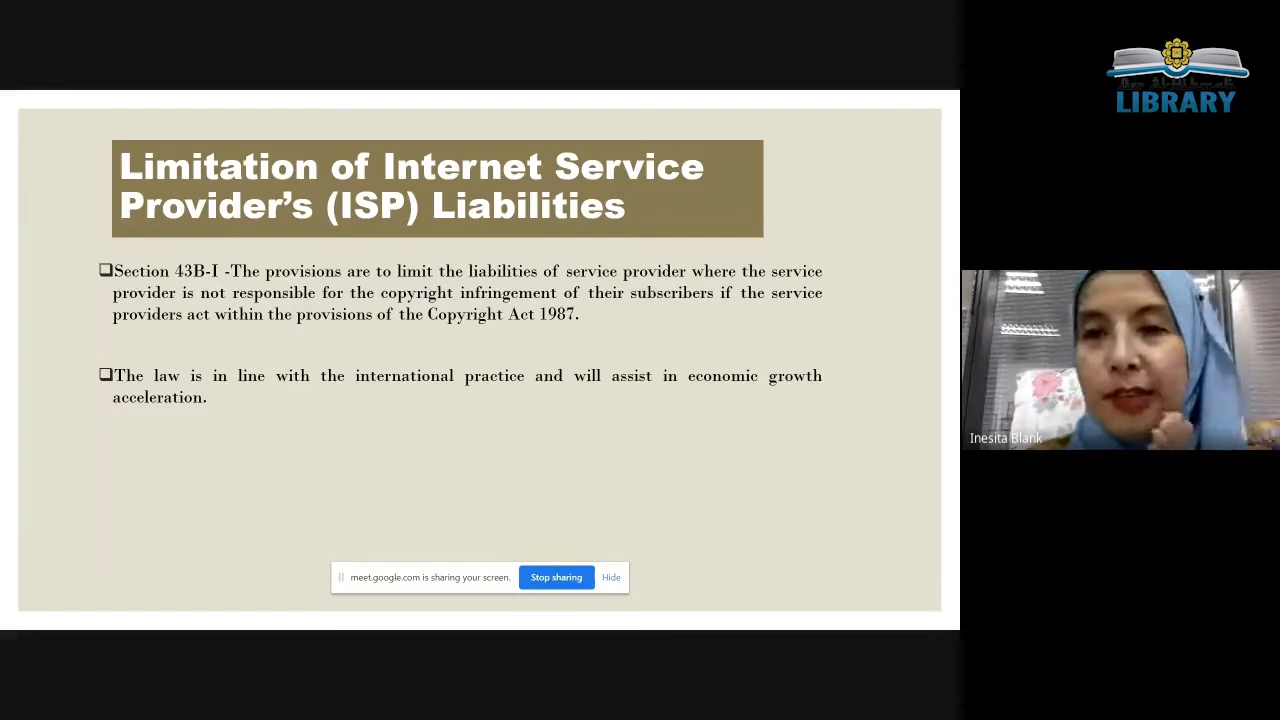 LIBRARY
Limitation of Internet Service
Provider's (ISP) Liabilities
❑Section 43B-I -The provisions are to limit the liabilities of service provider where the service
provider is not responsible for the copyright infringement of their subscribers if the service
providers act within the provisions of the Copyright Act 1987.
❑The law is in line with the international practice and will assist in economic growth
acceleration.
Inesita Blank
meet.google.com is sharing your screen. Stop sharing Hide